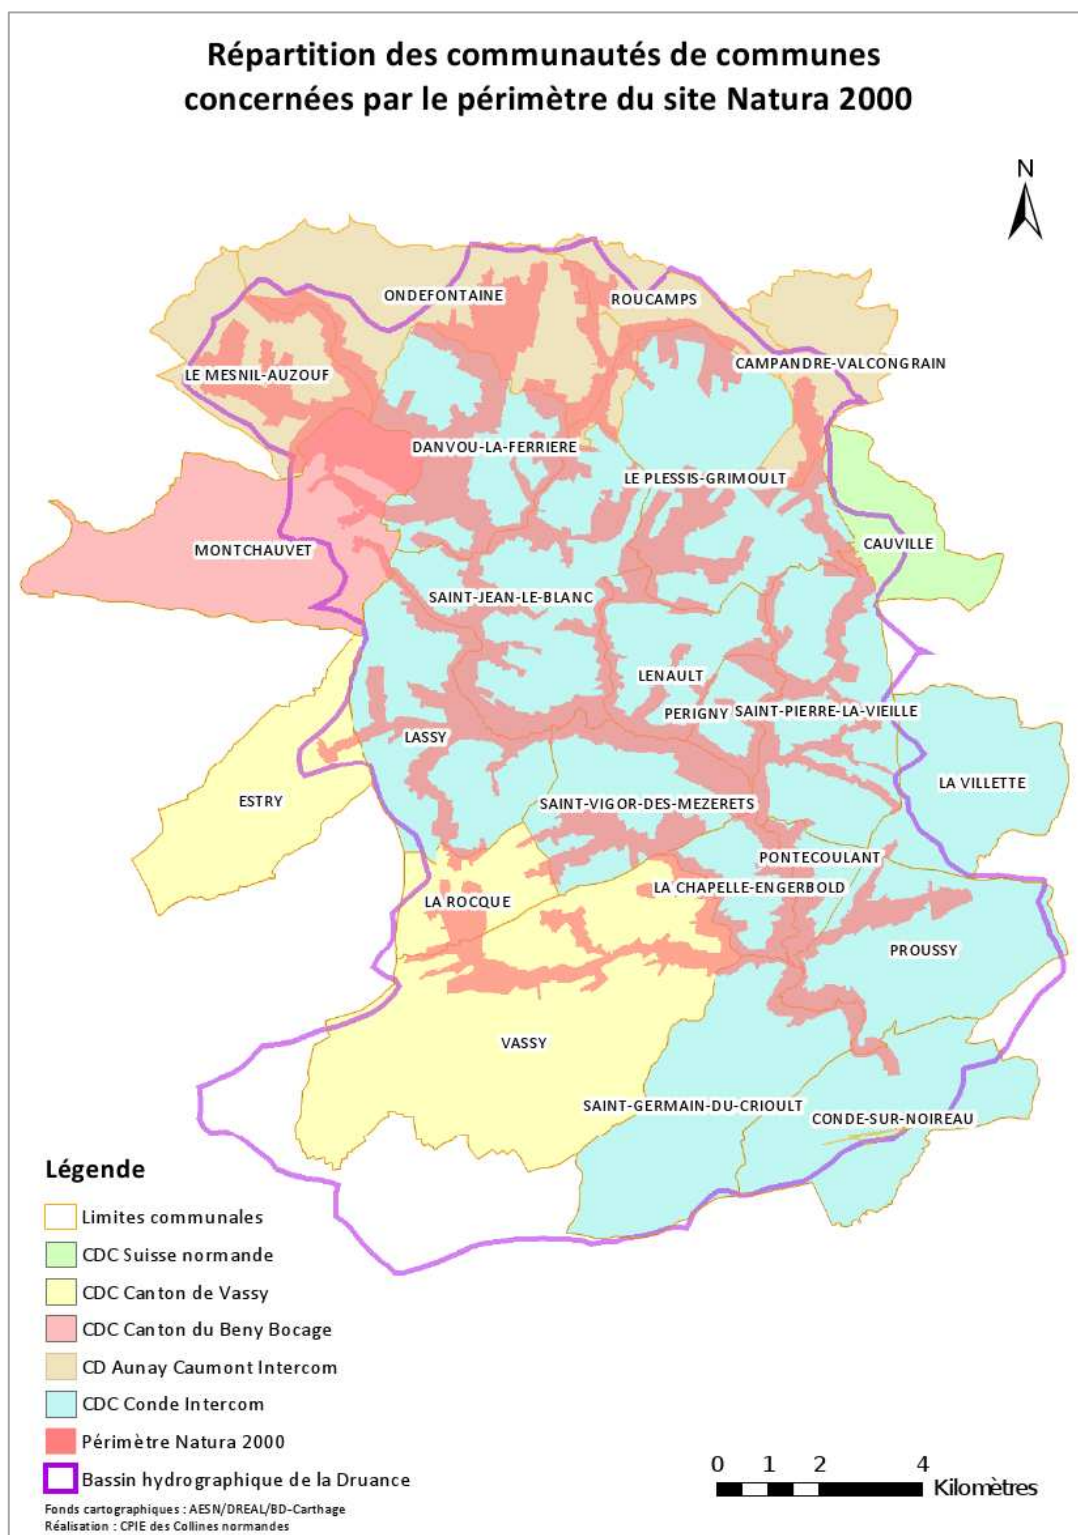 Répartition des communautés de communes
concernées par le périmètre du site Natura 2000
N
ONDEFONTAINE
ROUCAMPS
CAMPANDRE-VALCONGRAIN
LE MESNIL-AUZOUF
DANVOU-LA-FERRIERE
LE PLESSIS-GRIMOULT
MONTCHAUVET
CAUVILLE
SAINT-JEAN-LE-BLANC
LENAULT
PERIGNY
SAINT-PIERRE-LA-VIEILLE
LASSY
LA VILLETTE
ESTRY
SAINT-VIGOR-DES-MEZERETS
PONTECOULANT
LA CHAPELLE-ENGERBOLD
LA ROCQUE
PROUSSY
VASSY
SAINT-GERMAIN-DU-CRIOULT
CONDE-SUR-NOIREAU
Légende
Limites communales
CDC Suisse normande
CDC Canton de Vassy
CDC Canton du Beny Bocage
CD Aunay Caumont Intercom
CDC Conde Intercom
Périmètre Natura 2000
Bassin hydrographique de la Druance
Fonds cartographiques : AESN/DREAL/BD-Carthage
Réalisation : CPIE des Collines normandes
0 1 2 4
Kilomètres